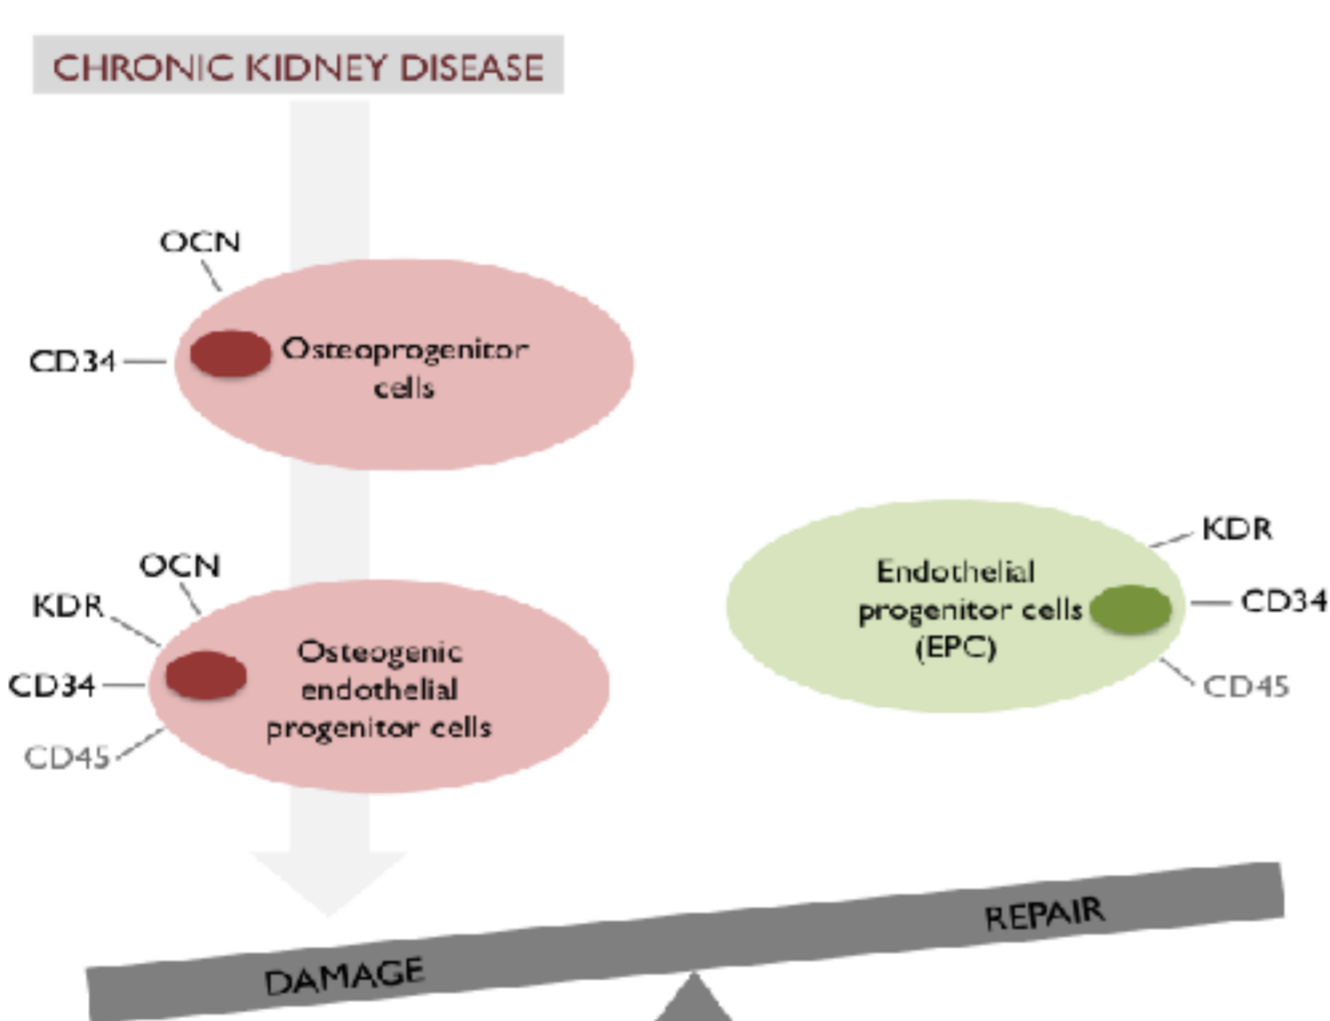 CHRONIC KIDNEY DISEASE
OCN
CD34
Osteoprogenitor
cells
OCN
KDR
CD34
CD45
Osteogenic
endothelial
progenitor cells
Endothelial
progenitor cells
(EPC)
KDR
CD34
CD45
DAMAGE
REPAIR